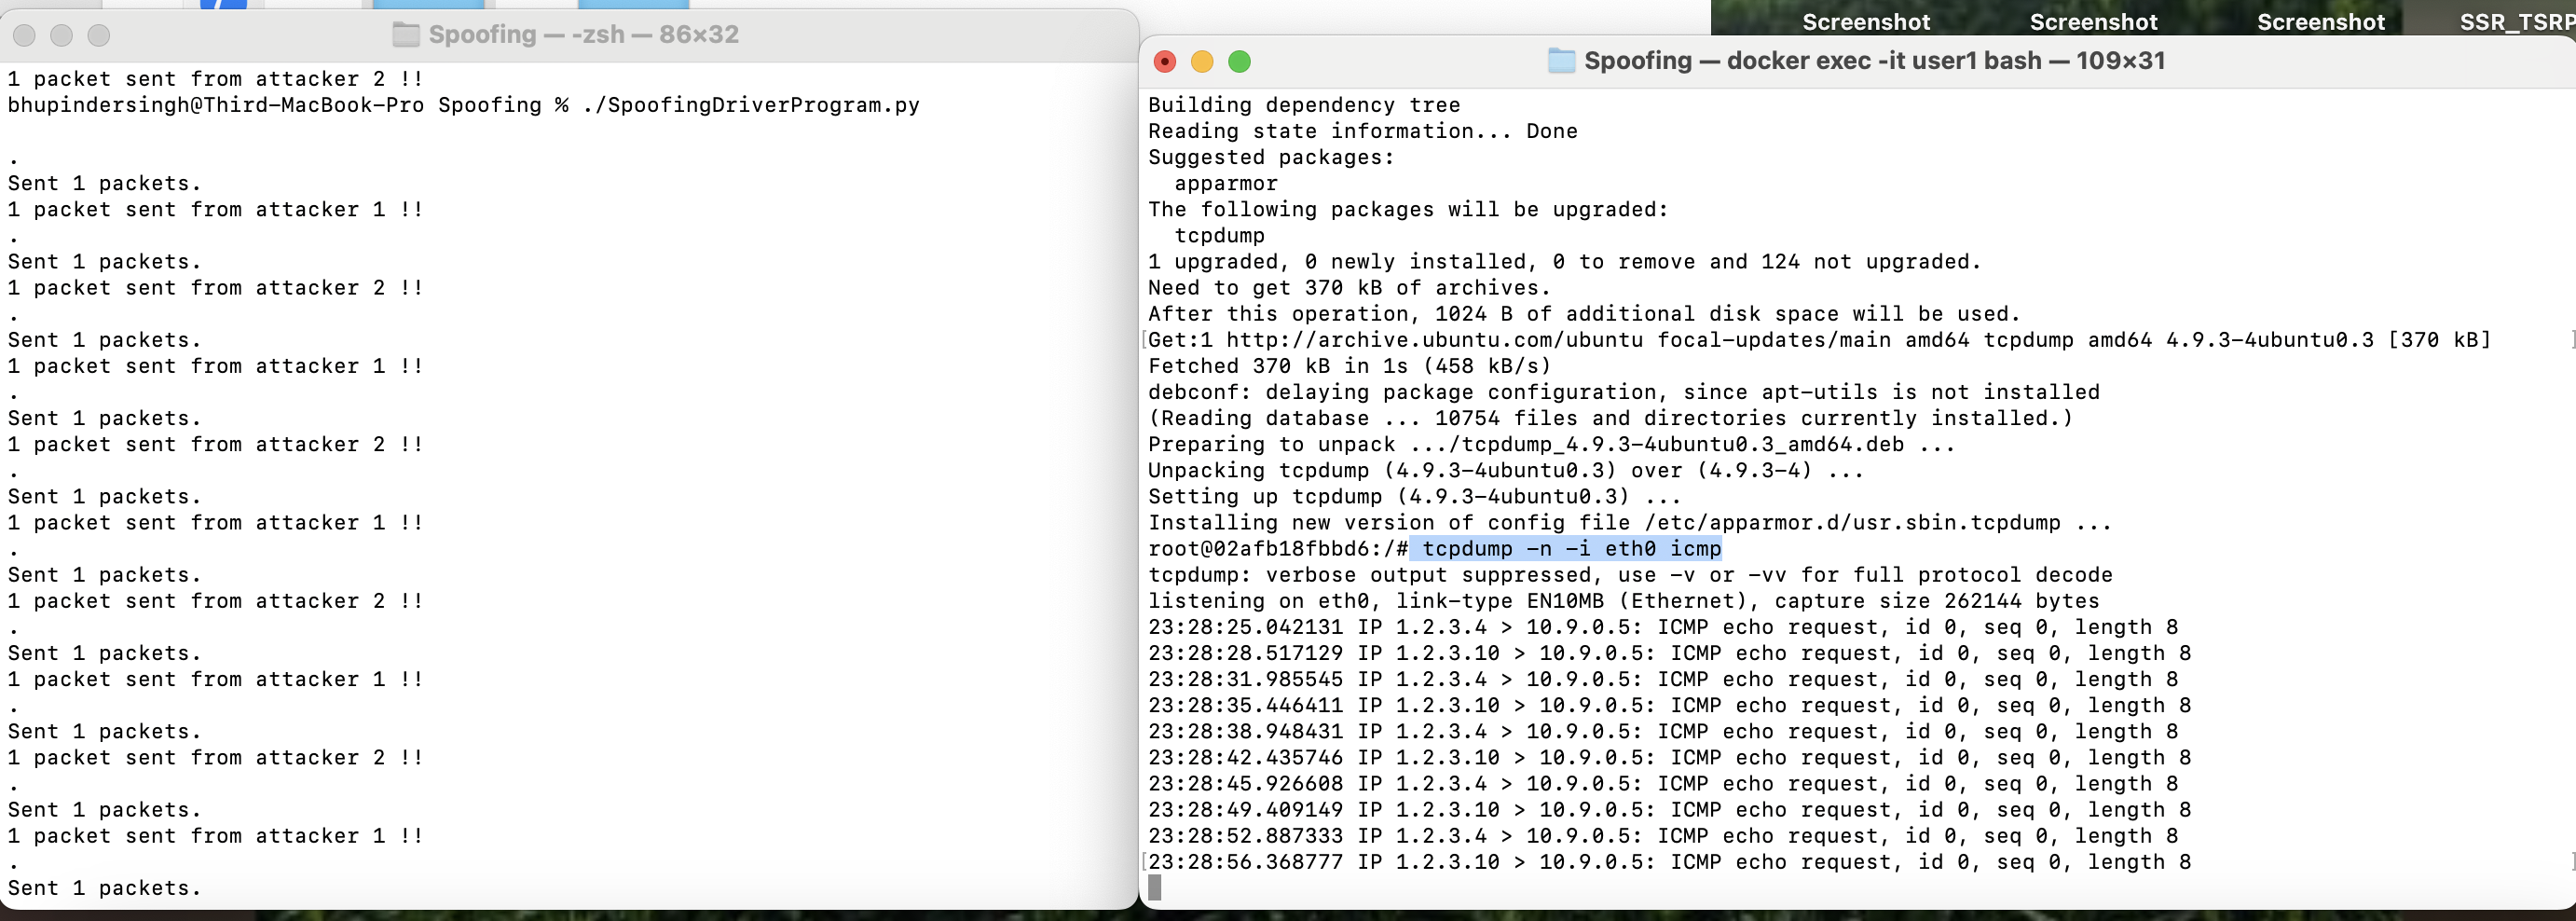 Screenshot
Screenshot
Screenshot
SSR_TSRP
Spoofing — -zsh — 86×32
1 packet sent from attacker 2 !!
bhupindersingh@Third-MacBook-Pro Spoofing % ./SpoofingDriverProgram.py
.
Sent 1 packets.
1 packet sent from attacker 1 !!
.
Sent 1 packets.
1 packet sent from attacker 2 !!
.
Sent 1 packets.
1 packet sent from attacker 1 !!
.
Sent 1 packets.
1 packet sent from attacker 2 !!
.
Sent 1 packets.
1 packet sent from attacker 1 !!
.
Sent 1 packets.
1 packet sent from attacker 2 !!
.
Sent 1 packets.
1 packet sent from attacker 1 !!
.
Sent 1 packets.
1 packet sent from attacker 2 !!
.
Sent 1 packets.
1 packet sent from attacker 1 !!
.
Sent 1 packets.
Spoofing — docker exec -it user1 bash — 109×31
Building dependency tree
Reading state information... Done
Suggested packages:
  apparmor
The following packages will be upgraded:
  tcpdump
1 upgraded, 0 newly installed, 0 to remove and 124 not upgraded.
Need to get 370 kB of archives.
After this operation, 1024 B of additional disk space will be used.
[Get:1 http://archive.ubuntu.com/ubuntu focal-updates/main amd64 tcpdump amd64 4.9.3-4ubuntu0.3 [370 kB] ]
Fetched 370 kB in 1s (458 kB/s)
debconf: delaying package configuration, since apt-utils is not installed
(Reading database ... 10754 files and directories currently installed.)
Preparing to unpack .../tcpdump_4.9.3-4ubuntu0.3_amd64.deb ...
Unpacking tcpdump (4.9.3-4ubuntu0.3) over (4.9.3-4) ...
Setting up tcpdump (4.9.3-4ubuntu0.3) ...
Installing new version of config file /etc/apparmor.d/usr.sbin.tcpdump ...
root@02afb18fbbd6:/# tcpdump -n -i eth0 icmp
tcpdump: verbose output suppressed, use -v or -vv for full protocol decode
listening on eth0, link-type EN10MB (Ethernet), capture size 262144 bytes
23:28:25.042131 IP 1.2.3.4 > 10.9.0.5: ICMP echo request, id 0, seq 0, length 8
23:28:28.517129 IP 1.2.3.10 > 10.9.0.5: ICMP echo request, id 0, seq 0, length 8
23:28:31.985545 IP 1.2.3.4 > 10.9.0.5: ICMP echo request, id 0, seq 0, length 8
23:28:35.446411 IP 1.2.3.10 > 10.9.0.5: ICMP echo request, id 0, seq 0, length 8
23:28:38.948431 IP 1.2.3.4 > 10.9.0.5: ICMP echo request, id 0, seq 0, length 8
23:28:42.435746 IP 1.2.3.10 > 10.9.0.5: ICMP echo request, id 0, seq 0, length 8
23:28:45.926608 IP 1.2.3.4 > 10.9.0.5: ICMP echo request, id 0, seq 0, length 8
23:28:49.409149 IP 1.2.3.10 > 10.9.0.5: ICMP echo request, id 0, seq 0, length 8
23:28:52.887333 IP 1.2.3.4 > 10.9.0.5: ICMP echo request, id 0, seq 0, length 8
[23:28:56.368777 IP 1.2.3.10 > 10.9.0.5: ICMP echo request, id 0, seq 0, length 8 ]